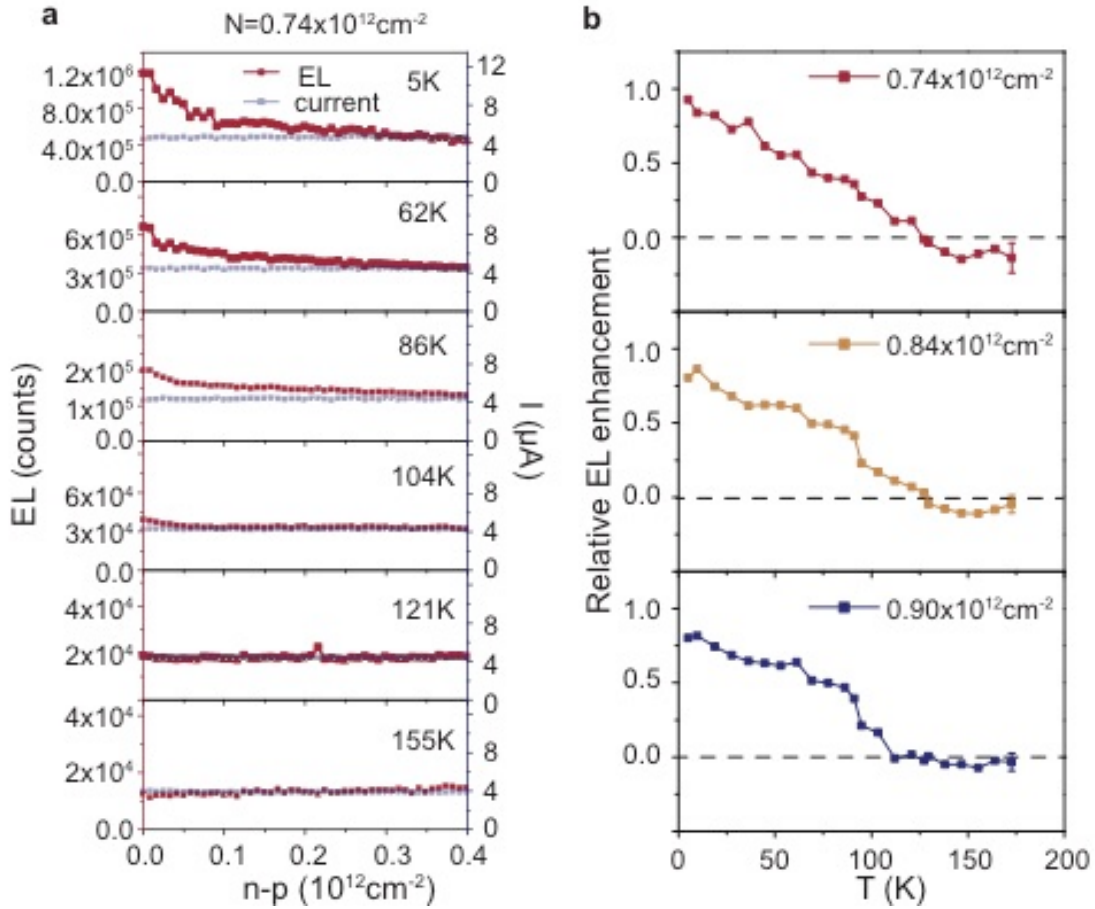 a
N=0.74x10¹²cm⁻²
EL
current
5K
1.2x10⁶
8.0x10⁵
4.0x10⁵
0.0
12
8
4
0
62K
6x10⁵
3x10⁵
0.0
8
4
0
86K
2x10⁵
1x10⁵
0.0
8
4
0
104K
6x10⁴
3x10⁴
0.0
8
4
0
121K
4x10⁴
2x10⁴
8
4
0
155K
4x10⁴
2x10⁴
0.0
8
4
0
EL (counts)
I (μA)
0.0 0.1 0.2 0.3 0.4
n-p (10¹²cm⁻²)
b
0.74x10¹²cm⁻²
1.0
0.5
0.0
0.84x10¹²cm⁻²
1.0
0.5
0.0
0.90x10¹²cm⁻²
1.0
0.5
0.0
Relative EL enhancement
0 50 100 150 200
T (K)